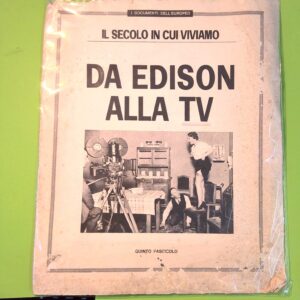 I DOCUMENTI DELL'EUROPEO
IL SECOLO IN CUI VIVIAMO
DA EDISON
ALLA TV
QUINTO FASCICOLO